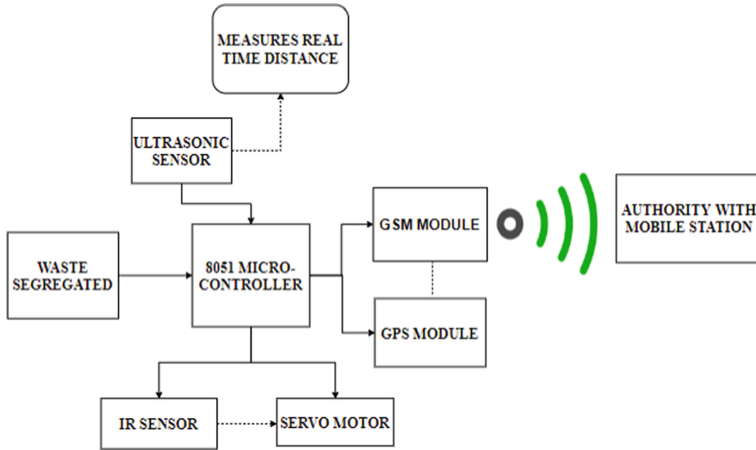 MEASURES REAL
TIME DISTANCE
ULTRASONIC
SENSOR
GSM MODULE
AUTHORITY WITH
MOBILE STATION
WASTE
SEGREGATED
8051 MICRO-
CONTROLLER
GPS MODULE
IR SENSOR
SERVO MOTOR